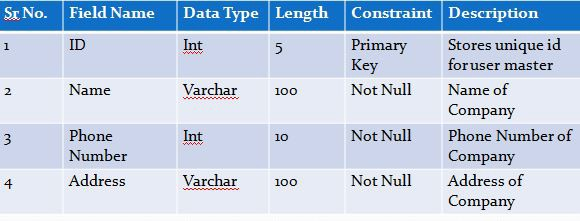 Sr No. Field Name Data Type Length Constraint Description
1 ID Int 5 Primary Stores unique id
Key for user master
2 Name Varchar 100 Not Null Name of
Company
3 Phone Int 10 Not Null Phone Number of
Number Company
4 Address Varchar 100 Not Null Address of
Company